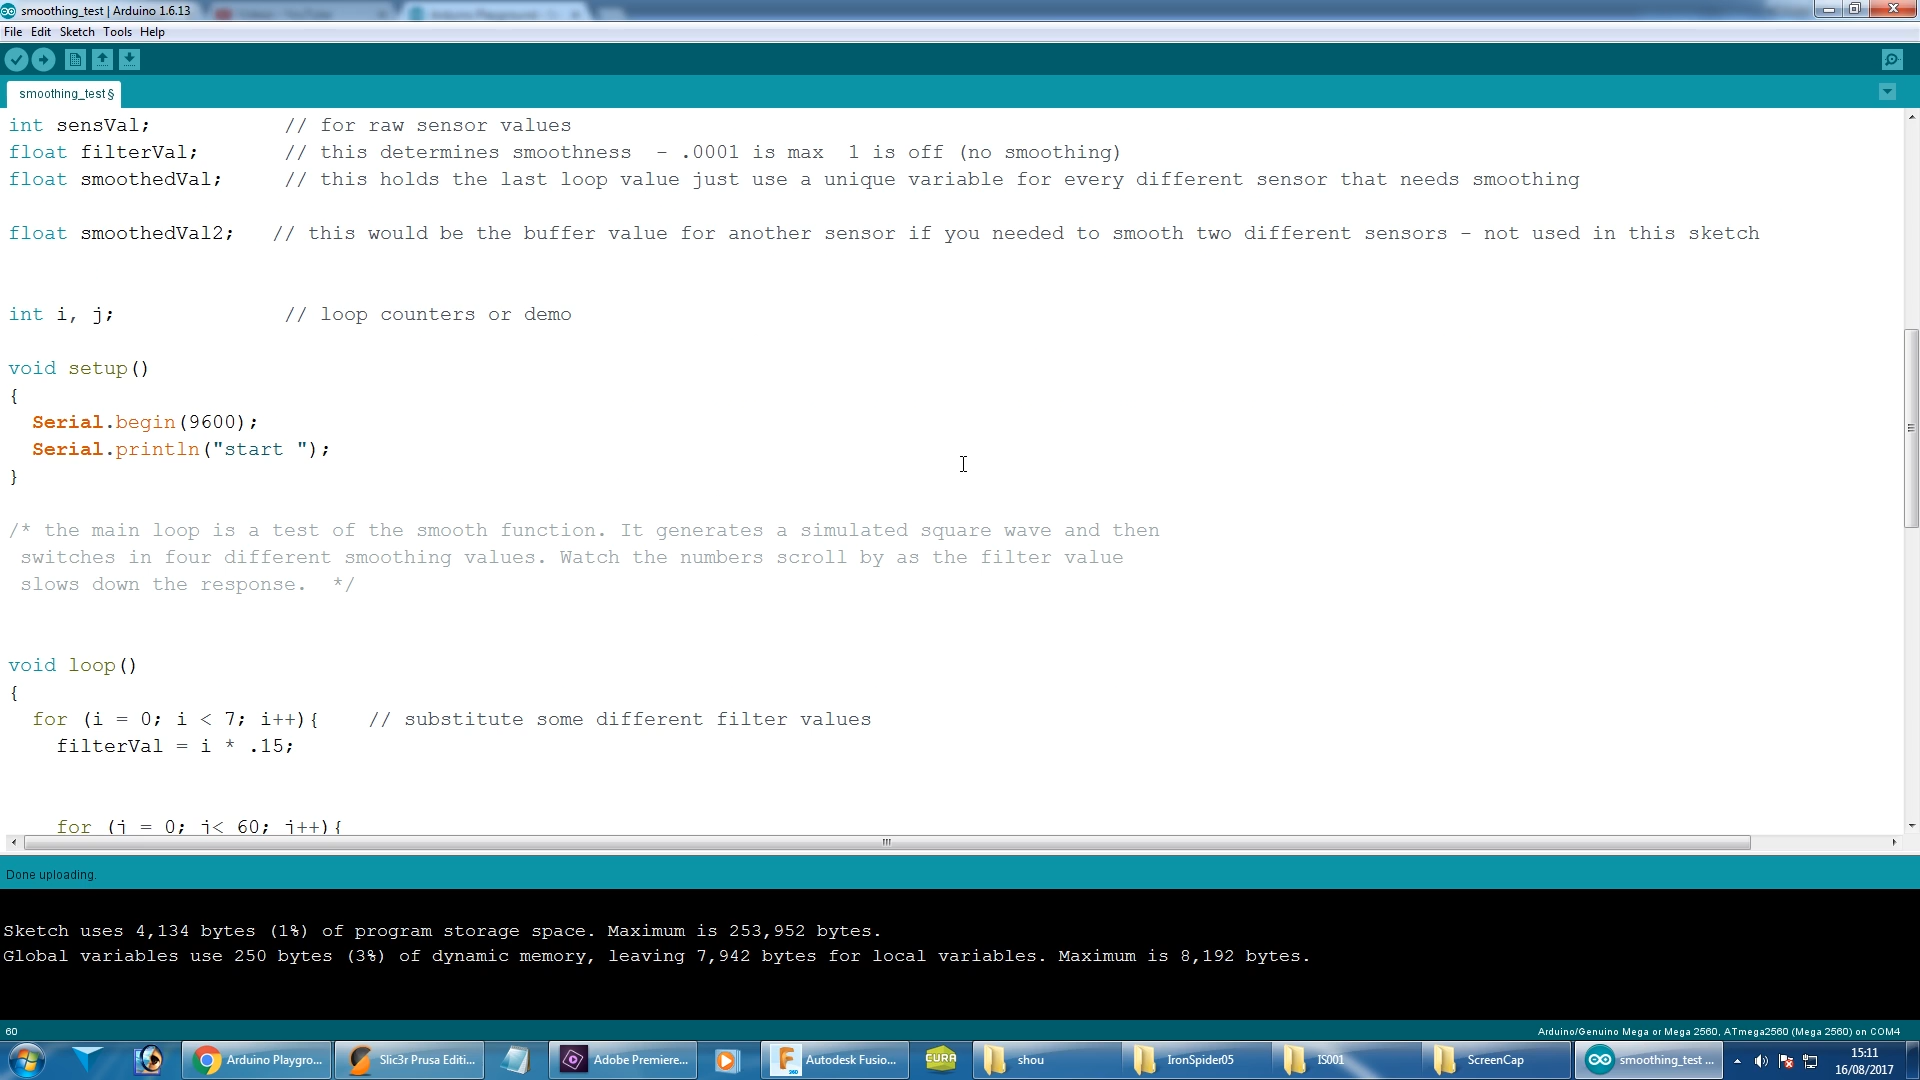 smoothing_test | Arduino 1.6.13
File Edit Sketch Tools Help
smoothing_test §
int sensVal;           // for raw sensor values
float filterVal;       // this determines smoothness  - .0001 is max  1 is off (no smoothing)
float smoothedVal;     // this holds the last loop value just use a unique variable for every different sensor that needs smoothing
float smoothedVal2;   // this would be the buffer value for another sensor if you needed to smooth two different sensors - not used in this sketch
int i, j;              // loop counters or demo
void setup()
{
  Serial.begin(9600);
  Serial.println("start ");
}
/* the main loop is a test of the smooth function. It generates a simulated square wave and then
 switches in four different smoothing values. Watch the numbers scroll by as the filter value
 slows down the response.  */
void loop()
{
  for (i = 0; i < 7; i++){    // substitute some different filter values
    filterVal = i * .15;
    for (j = 0; j< 60; j++){
Done uploading.
Sketch uses 4,134 bytes (1%) of program storage space. Maximum is 253,952 bytes.
Global variables use 250 bytes (3%) of dynamic memory, leaving 7,942 bytes for local variables. Maximum is 8,192 bytes.
60
Arduino/Genuino Mega or Mega 2560, ATmega2560 (Mega 2560) on COM4
Arduino Playgro...
Slic3r Prusa Editi...
Adobe Premiere...
Autodesk Fusio...
CURA
shou
IronSpider05
IS001
ScreenCap
smoothing_test ...
15:11
16/08/2017